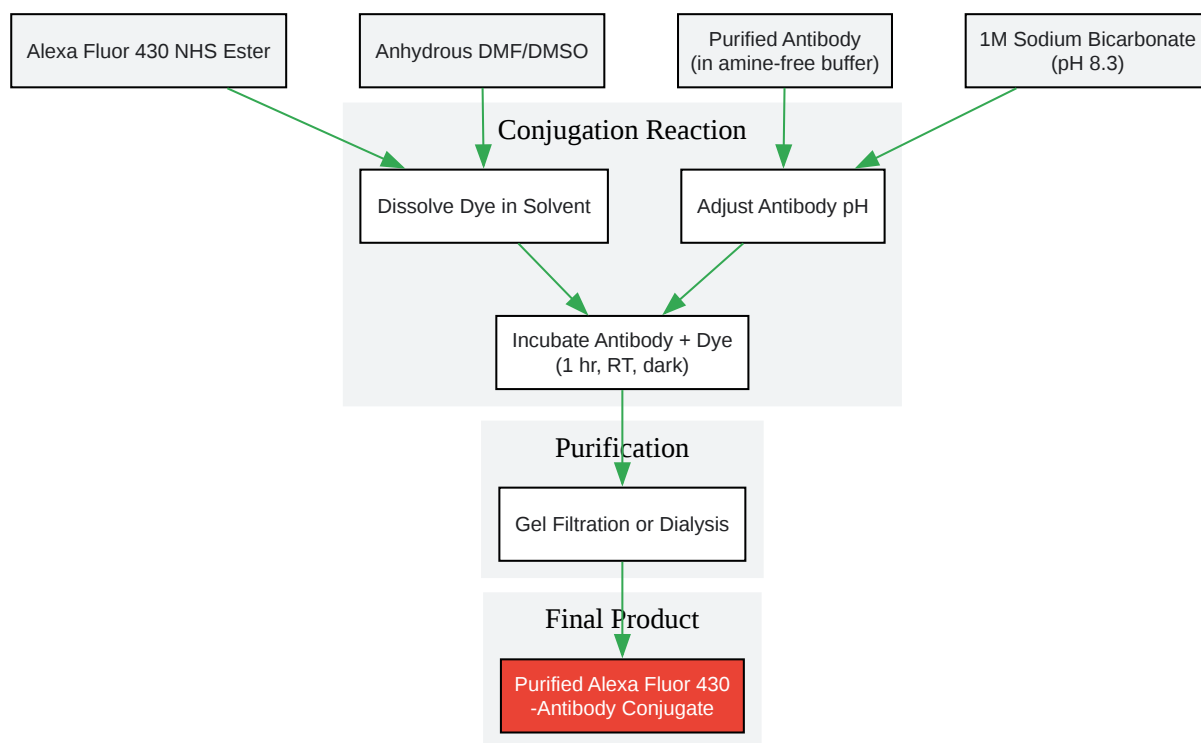 Alexa Fluor 430 NHS Ester
Anhydrous DMF/DMSO
Purified Antibody
(in amine-free buffer)
1M Sodium Bicarbonate
(pH 8.3)
Conjugation Reaction
Dissolve Dye in Solvent
Adjust Antibody pH
Incubate Antibody + Dye
(1 hr, RT, dark)
Purification
Gel Filtration or Dialysis
Final Product
Purified Alexa Fluor 430
-Antibody Conjugate